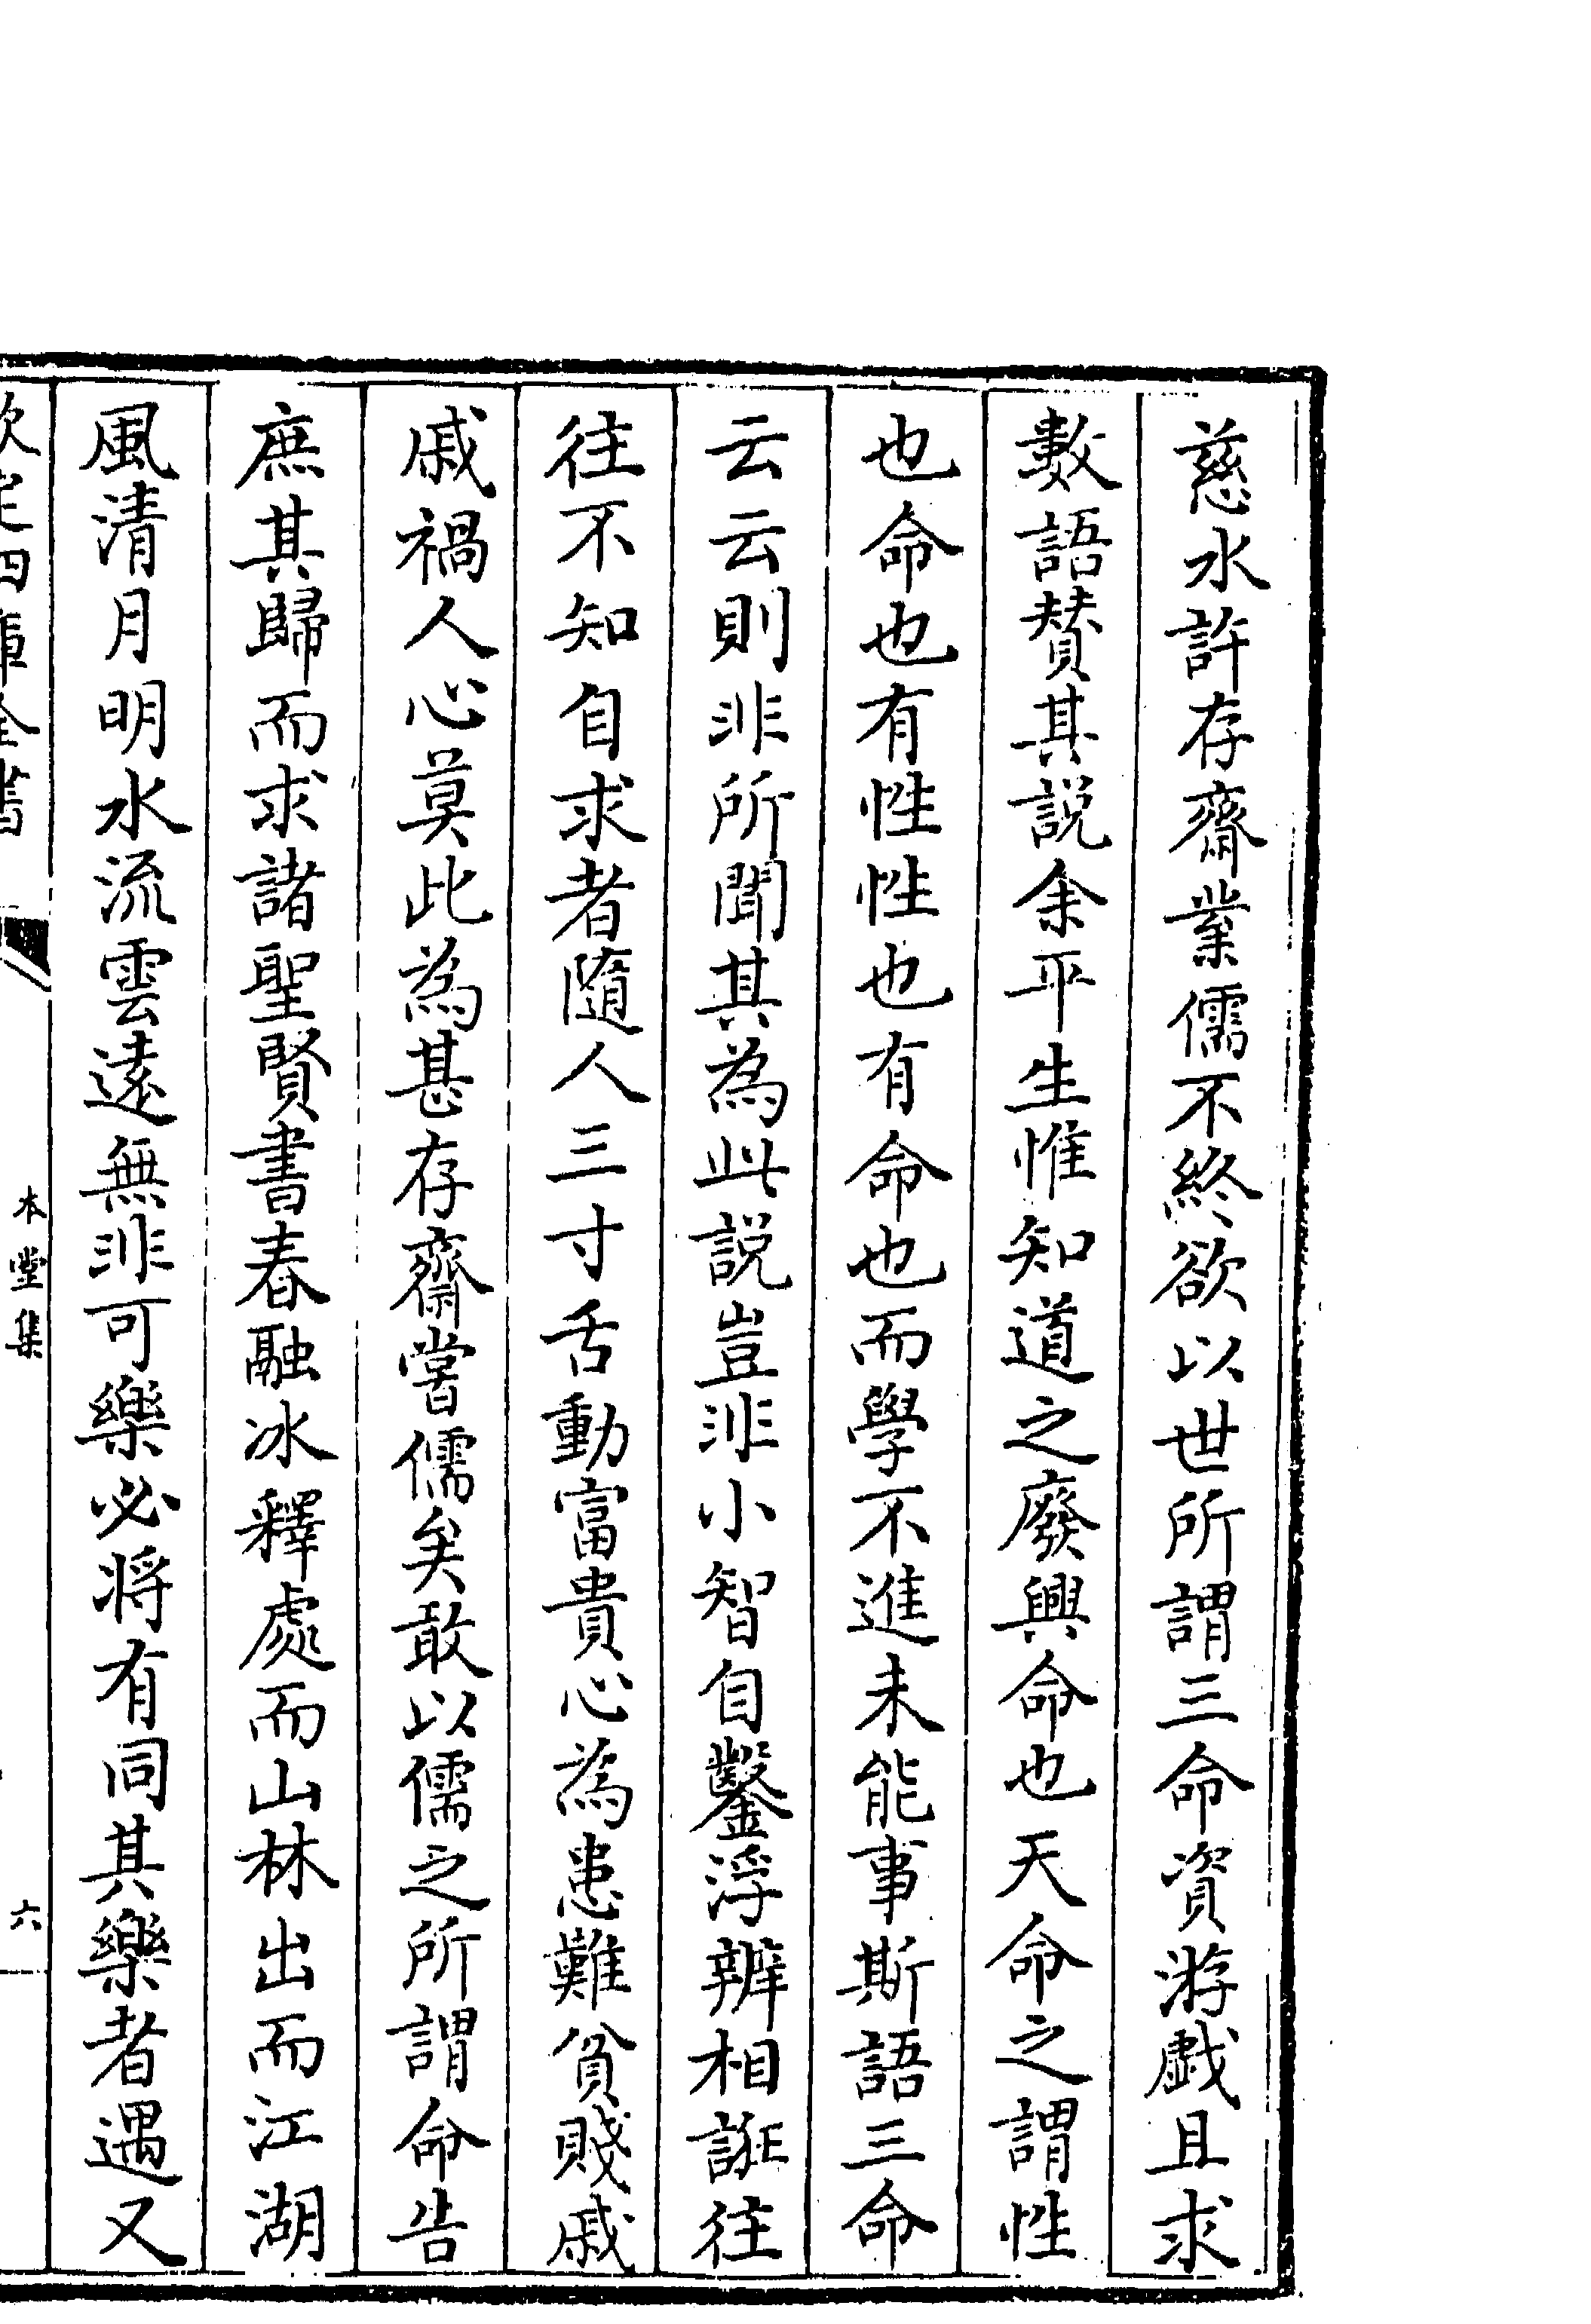 慈水許存齋業儒不終欲以世所謂三命資游戱且求
數語賛其説余平生惟知道之廢興命也天命之謂性
也命也有性性也有命也而學不進未能事斯語三命
云云則非所聞其為此説豈非小智自鑿浮辨相誑往
往不知自求者隨人三寸舌動富貴心為患難貧賤戚
戚禍人心莫此為甚存齋嘗儒矣敢以儒之所謂命告
庶其歸而求諸聖賢書春融冰釋處而山林出而江湖
風清月明水流雲逺無非可樂必將有同其樂者遇又
欽定四庫全書
本堂集
六